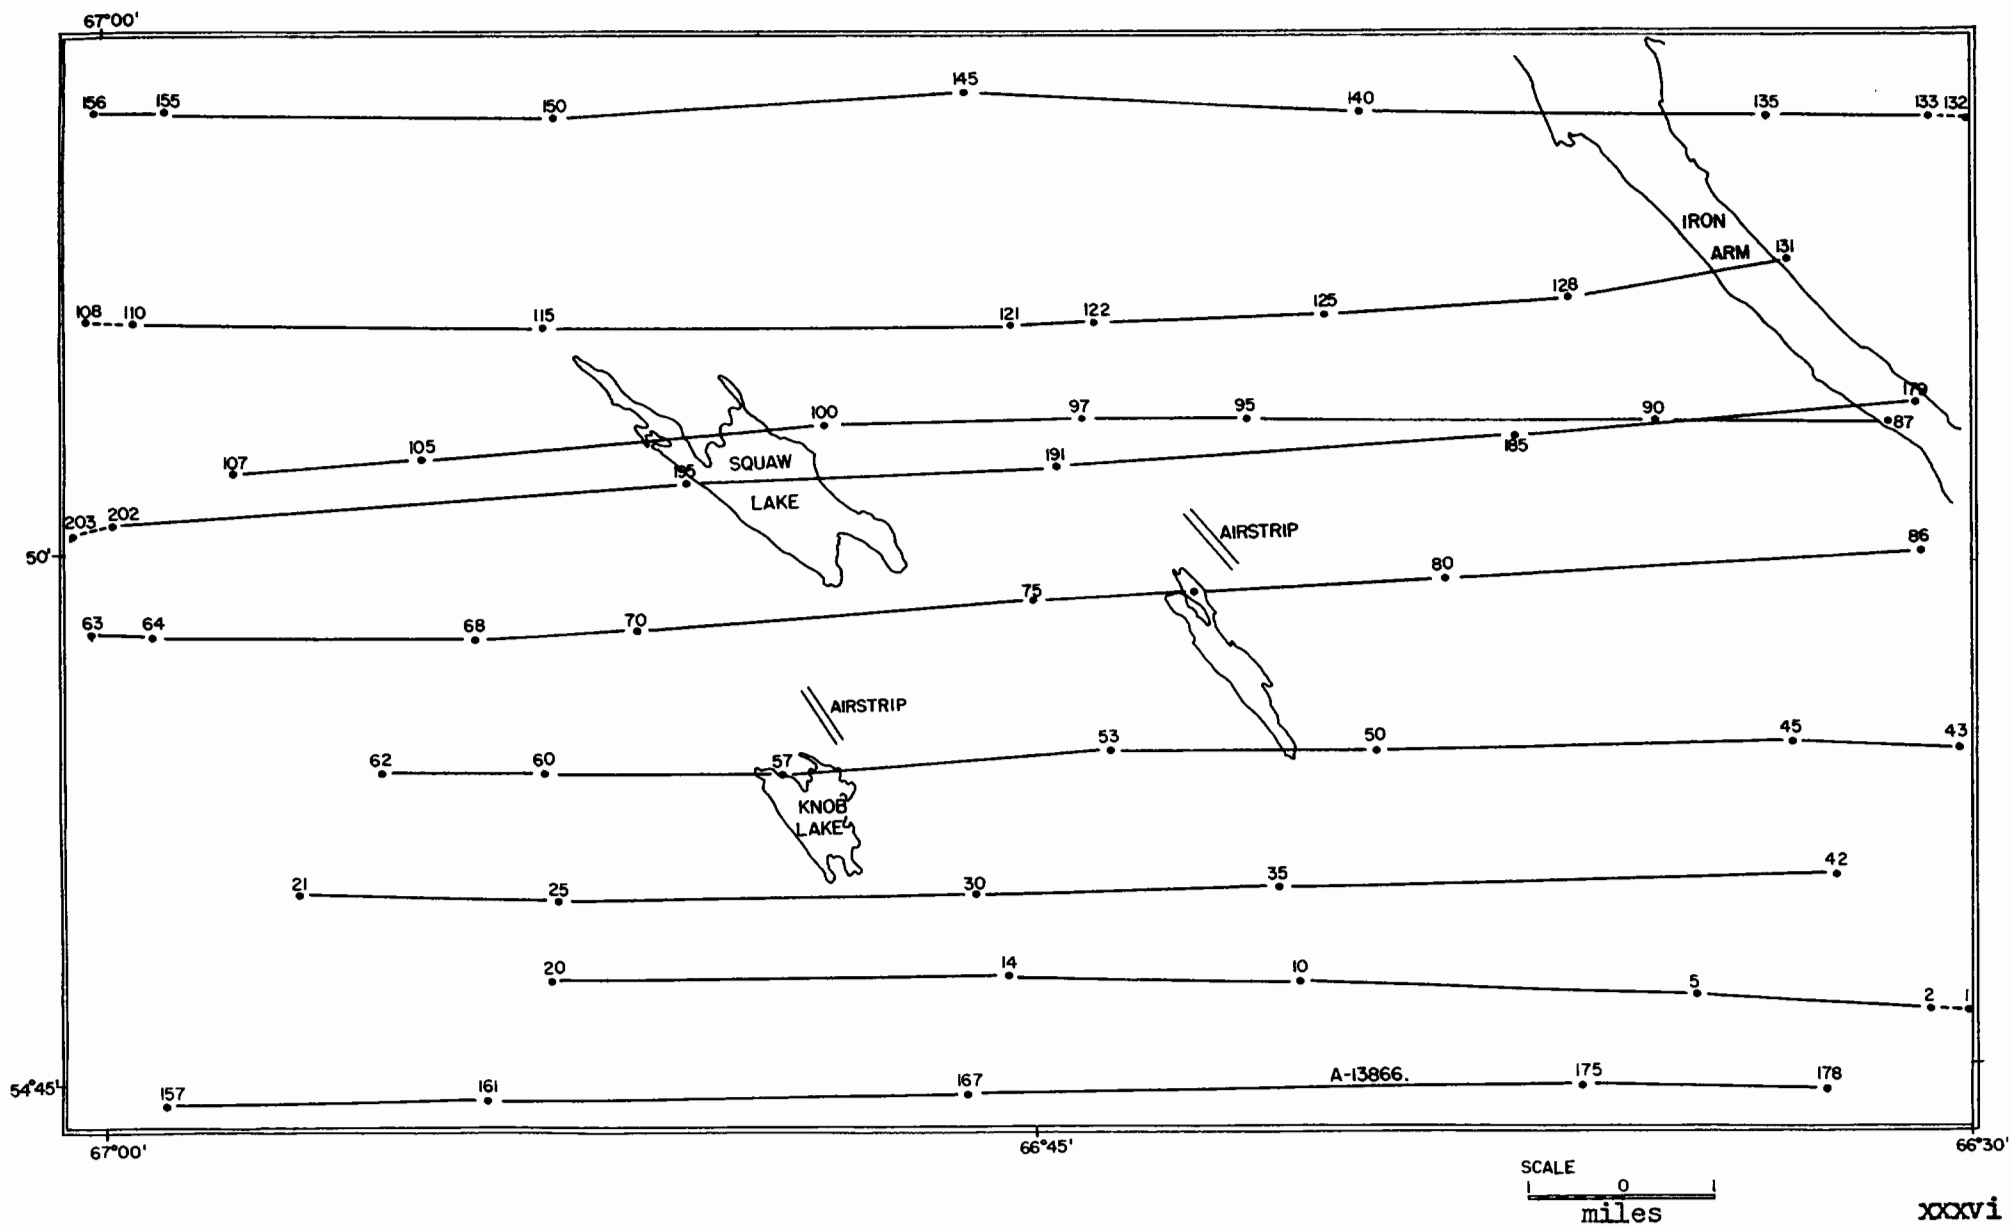 67°00'
156 155 150 145 140 135 133 132
IRON
ARM
131
108 110 115 121 122 125 128
179
107 105 100 97 95 90 87
185
SQUAW
LAKE
195 191
203 202
AIRSTRIP
50'
63 64 68 70 75 80 86
AIRSTRIP
62 60 57 53 50 45 43
KNOB
LAKE
21 25 30 35 42
20 14 10 5 2 1
54°45'
157 161 167 A-13866. 175 178
67°00' 66°45' 66°30'
SCALE
1 0 1
miles
xxxvi